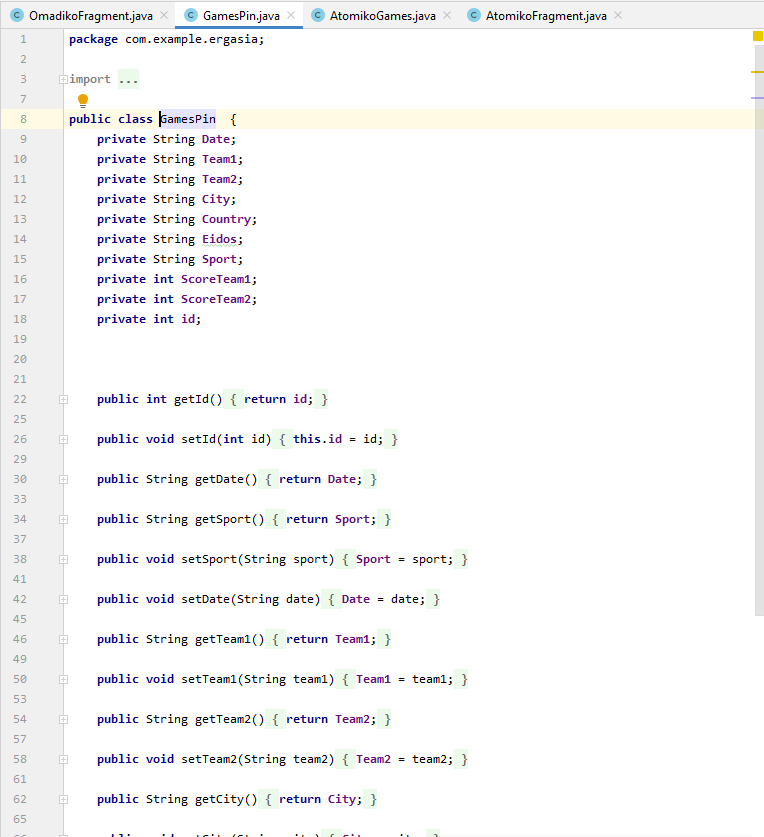 OmadikoFragment.java GamesPin.java AtomikoGames.java AtomikoFragment.java
1 package com.example.ergasia;
2
3 import ...
7
8 public class GamesPin {
9 private String Date;
10 private String Team1;
11 private String Team2;
12 private String City;
13 private String Country;
14 private String Eidos;
15 private String Sport;
16 private int ScoreTeam1;
17 private int ScoreTeam2;
18 private int id;
19
20
21
22 public int getId() { return id; }
25
26 public void setId(int id) { this.id = id; }
29
30 public String getDate() { return Date; }
33
34 public String getSport() { return Sport; }
37
38 public void setSport(String sport) { Sport = sport; }
41
42 public void setDate(String date) { Date = date; }
45
46 public String getTeam1() { return Team1; }
49
50 public void setTeam1(String team1) { Team1 = team1; }
53
54 public String getTeam2() { return Team2; }
57
58 public void setTeam2(String team2) { Team2 = team2; }
61
62 public String getCity() { return City; }
65